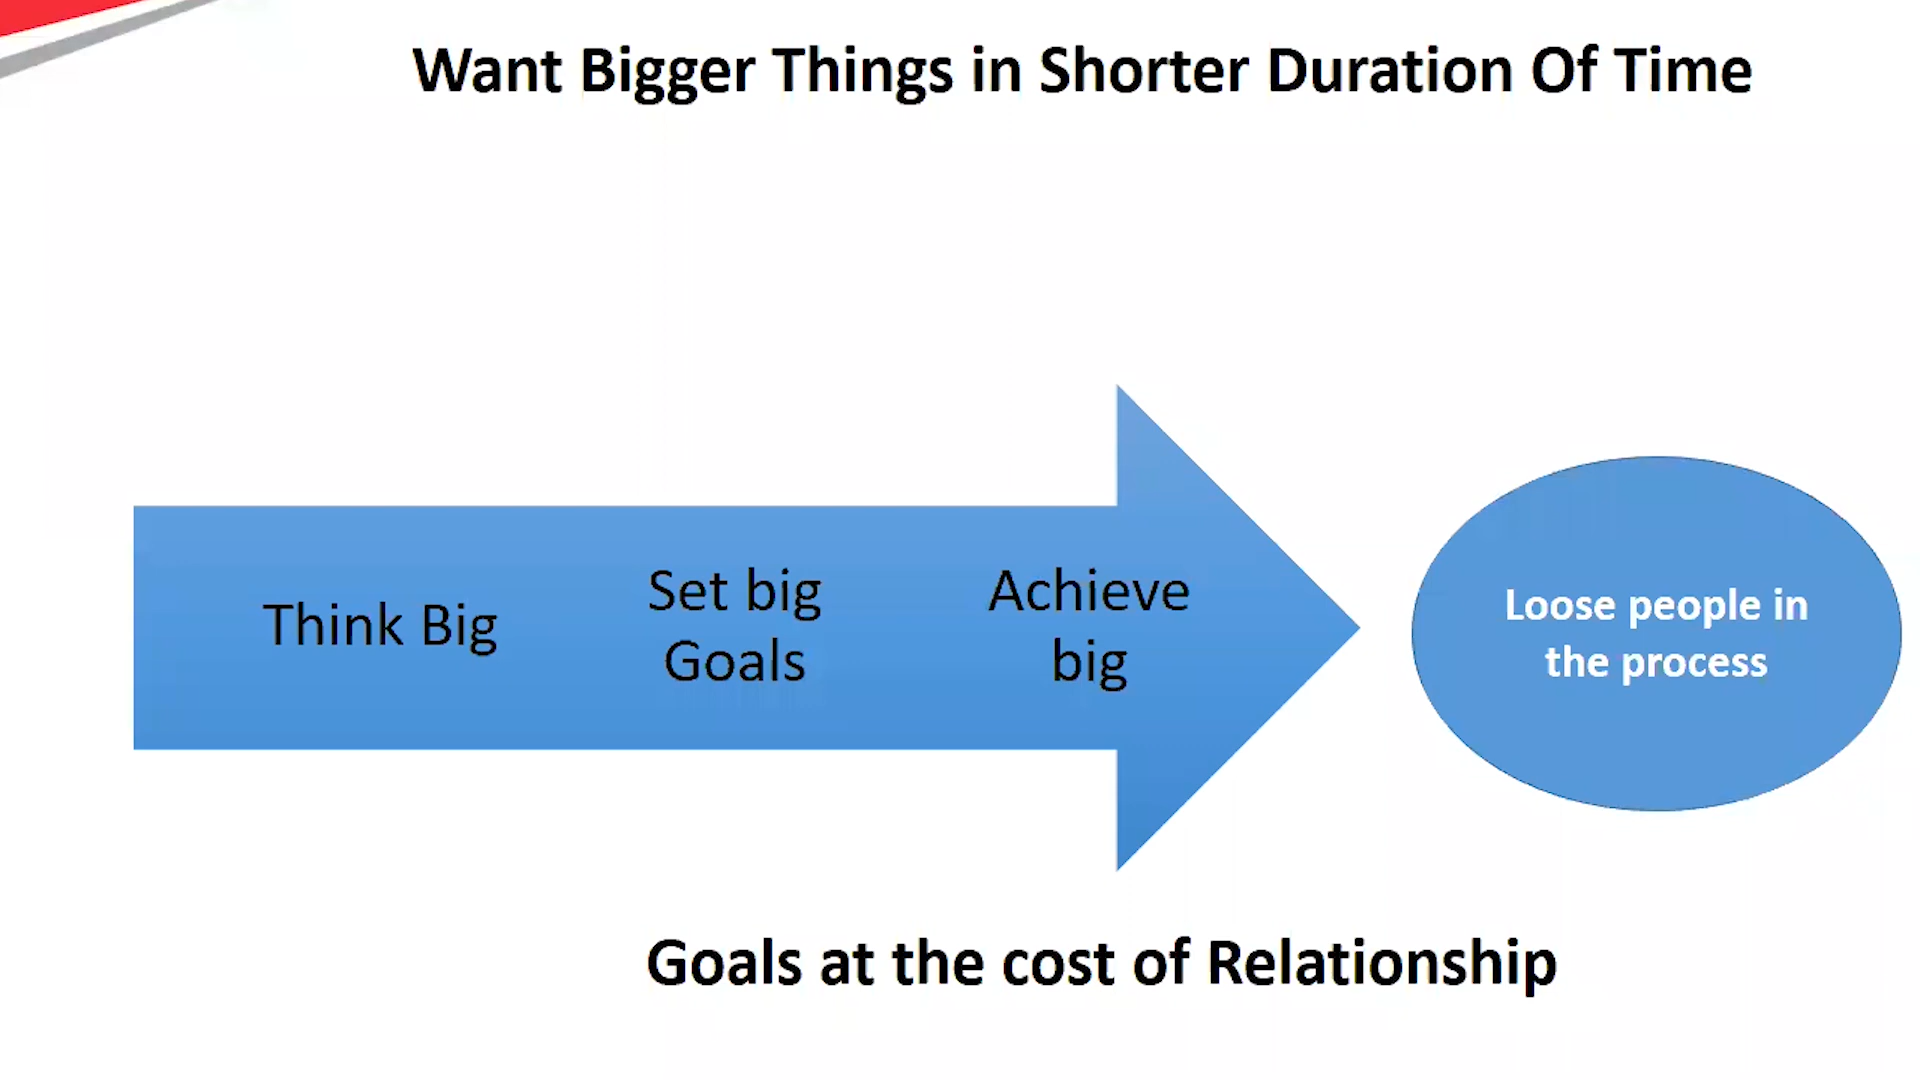 Want Bigger Things in Shorter Duration Of Time
Think Big
Set big
Goals
Achieve
big
Loose people in
the process
Goals at the cost of Relationship